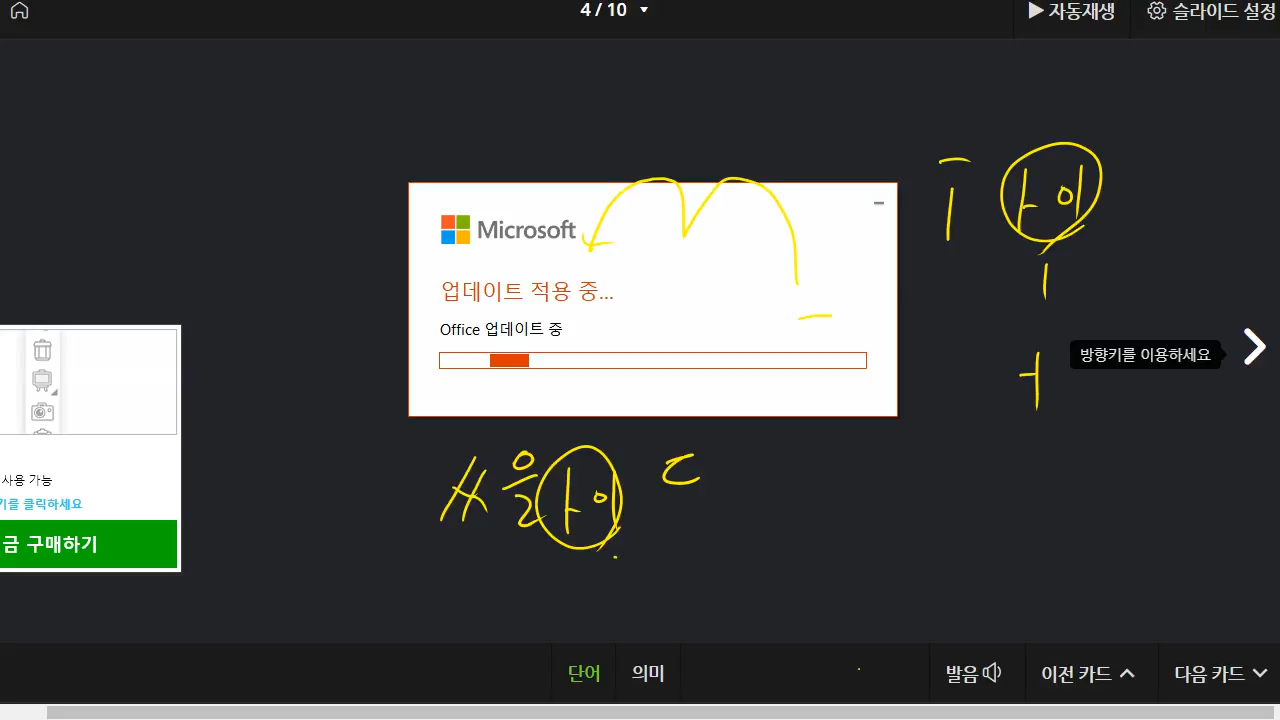 4 / 10
자동재생
슬라이드 설정
Microsoft
업데이트 적용 중...
Office 업데이트 중
방향키를 이용하세요
사용 가능
기를 클릭하세요
금 구매하기
단어
의미
발음
이전 카드
다음 카드